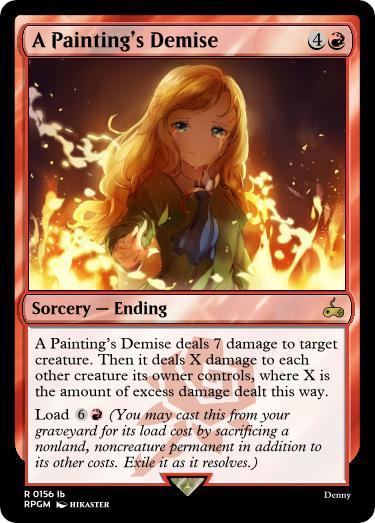 A Painting's Demise 4
Sorcery — Ending
A Painting's Demise deals 7 damage to target
creature. Then it deals X damage to each
other creature its owner controls, where X is
the amount of excess damage dealt this way.
Load 6 (You may cast this from your
graveyard for its load cost by sacrificing a
nonland, noncreature permanent in addition to
its other costs. Exile it as it resolves.)
R 0156 lb
RPGM HIKASTER
Denny